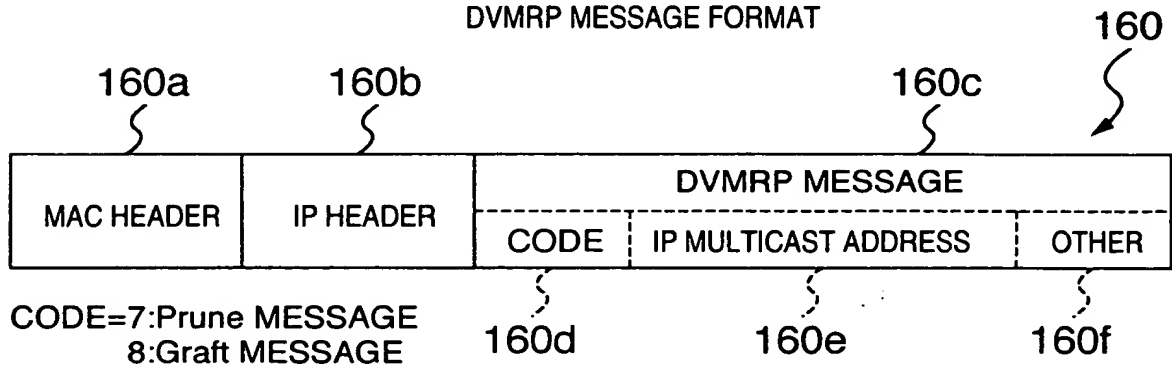 DVMRP MESSAGE FORMAT
160
160a 160b 160c
MAC HEADER IP HEADER DVMRP MESSAGE
CODE IP MULTICAST ADDRESS OTHER
160d 160e 160f
CODE=7:Prune MESSAGE
8:Graft MESSAGE